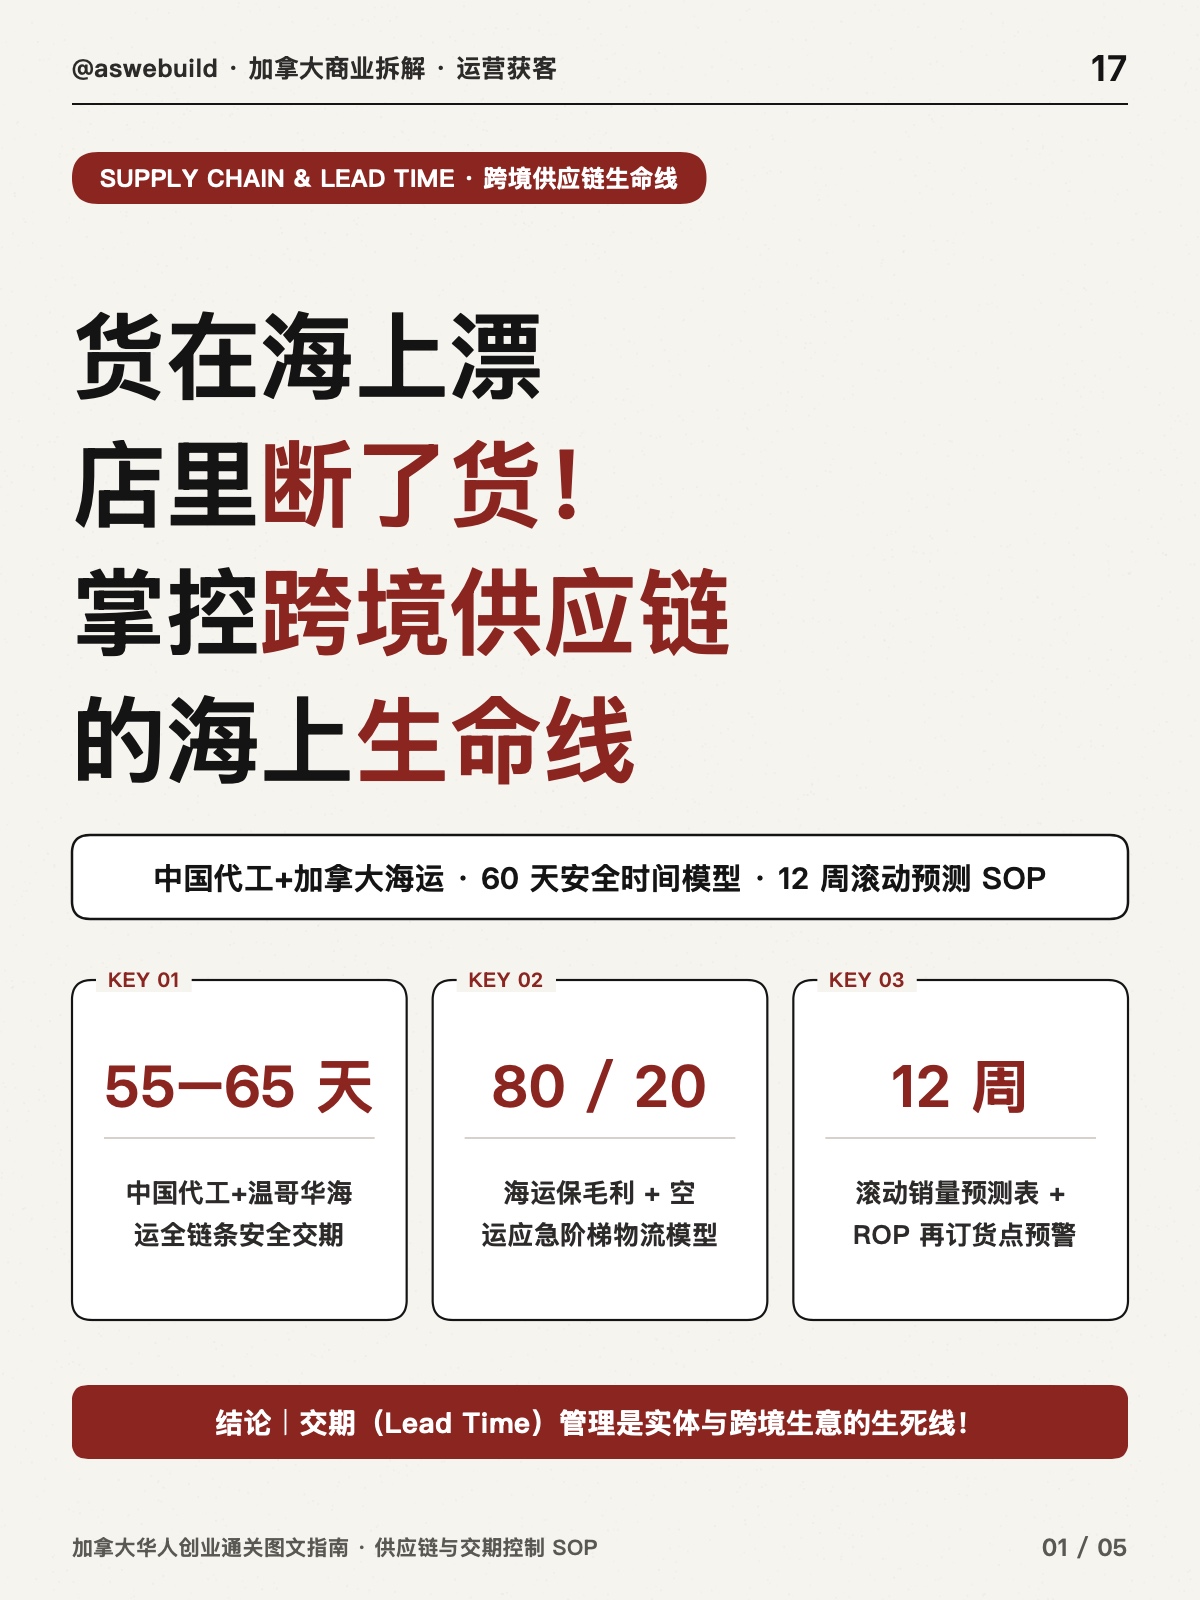 @aswebuild · 加拿大商业拆解 · 运营获客
17
SUPPLY CHAIN & LEAD TIME · 跨境供应链生命线
货在海上漂
店里断了货！
掌控跨境供应链
的海上生命线
中国代工+加拿大海运 · 60 天安全时间模型 · 12 周滚动预测 SOP
KEY 01
55—65 天
中国代工+温哥华海
运全链条安全交期
KEY 02
80 / 20
海运保毛利 + 空
运应急阶梯物流模型
KEY 03
12 周
滚动销量预测表 +
ROP 再订货点预警
结论｜交期（Lead Time）管理是实体与跨境生意的生死线！
加拿大华人创业通关图文指南 · 供应链与交期控制 SOP
01 / 05